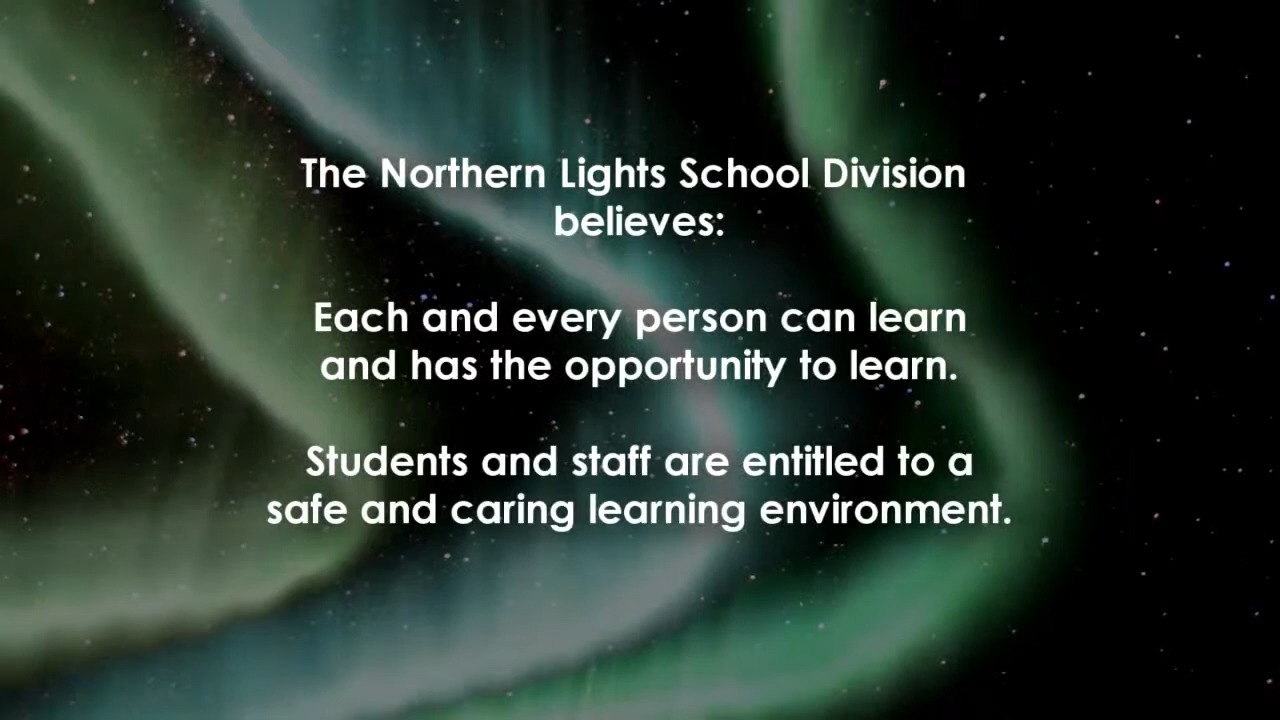 The Northern Lights School Division
believes:
Each and every person can learn
and has the opportunity to learn.
Students and staff are entitled to a
safe and caring learning environment.